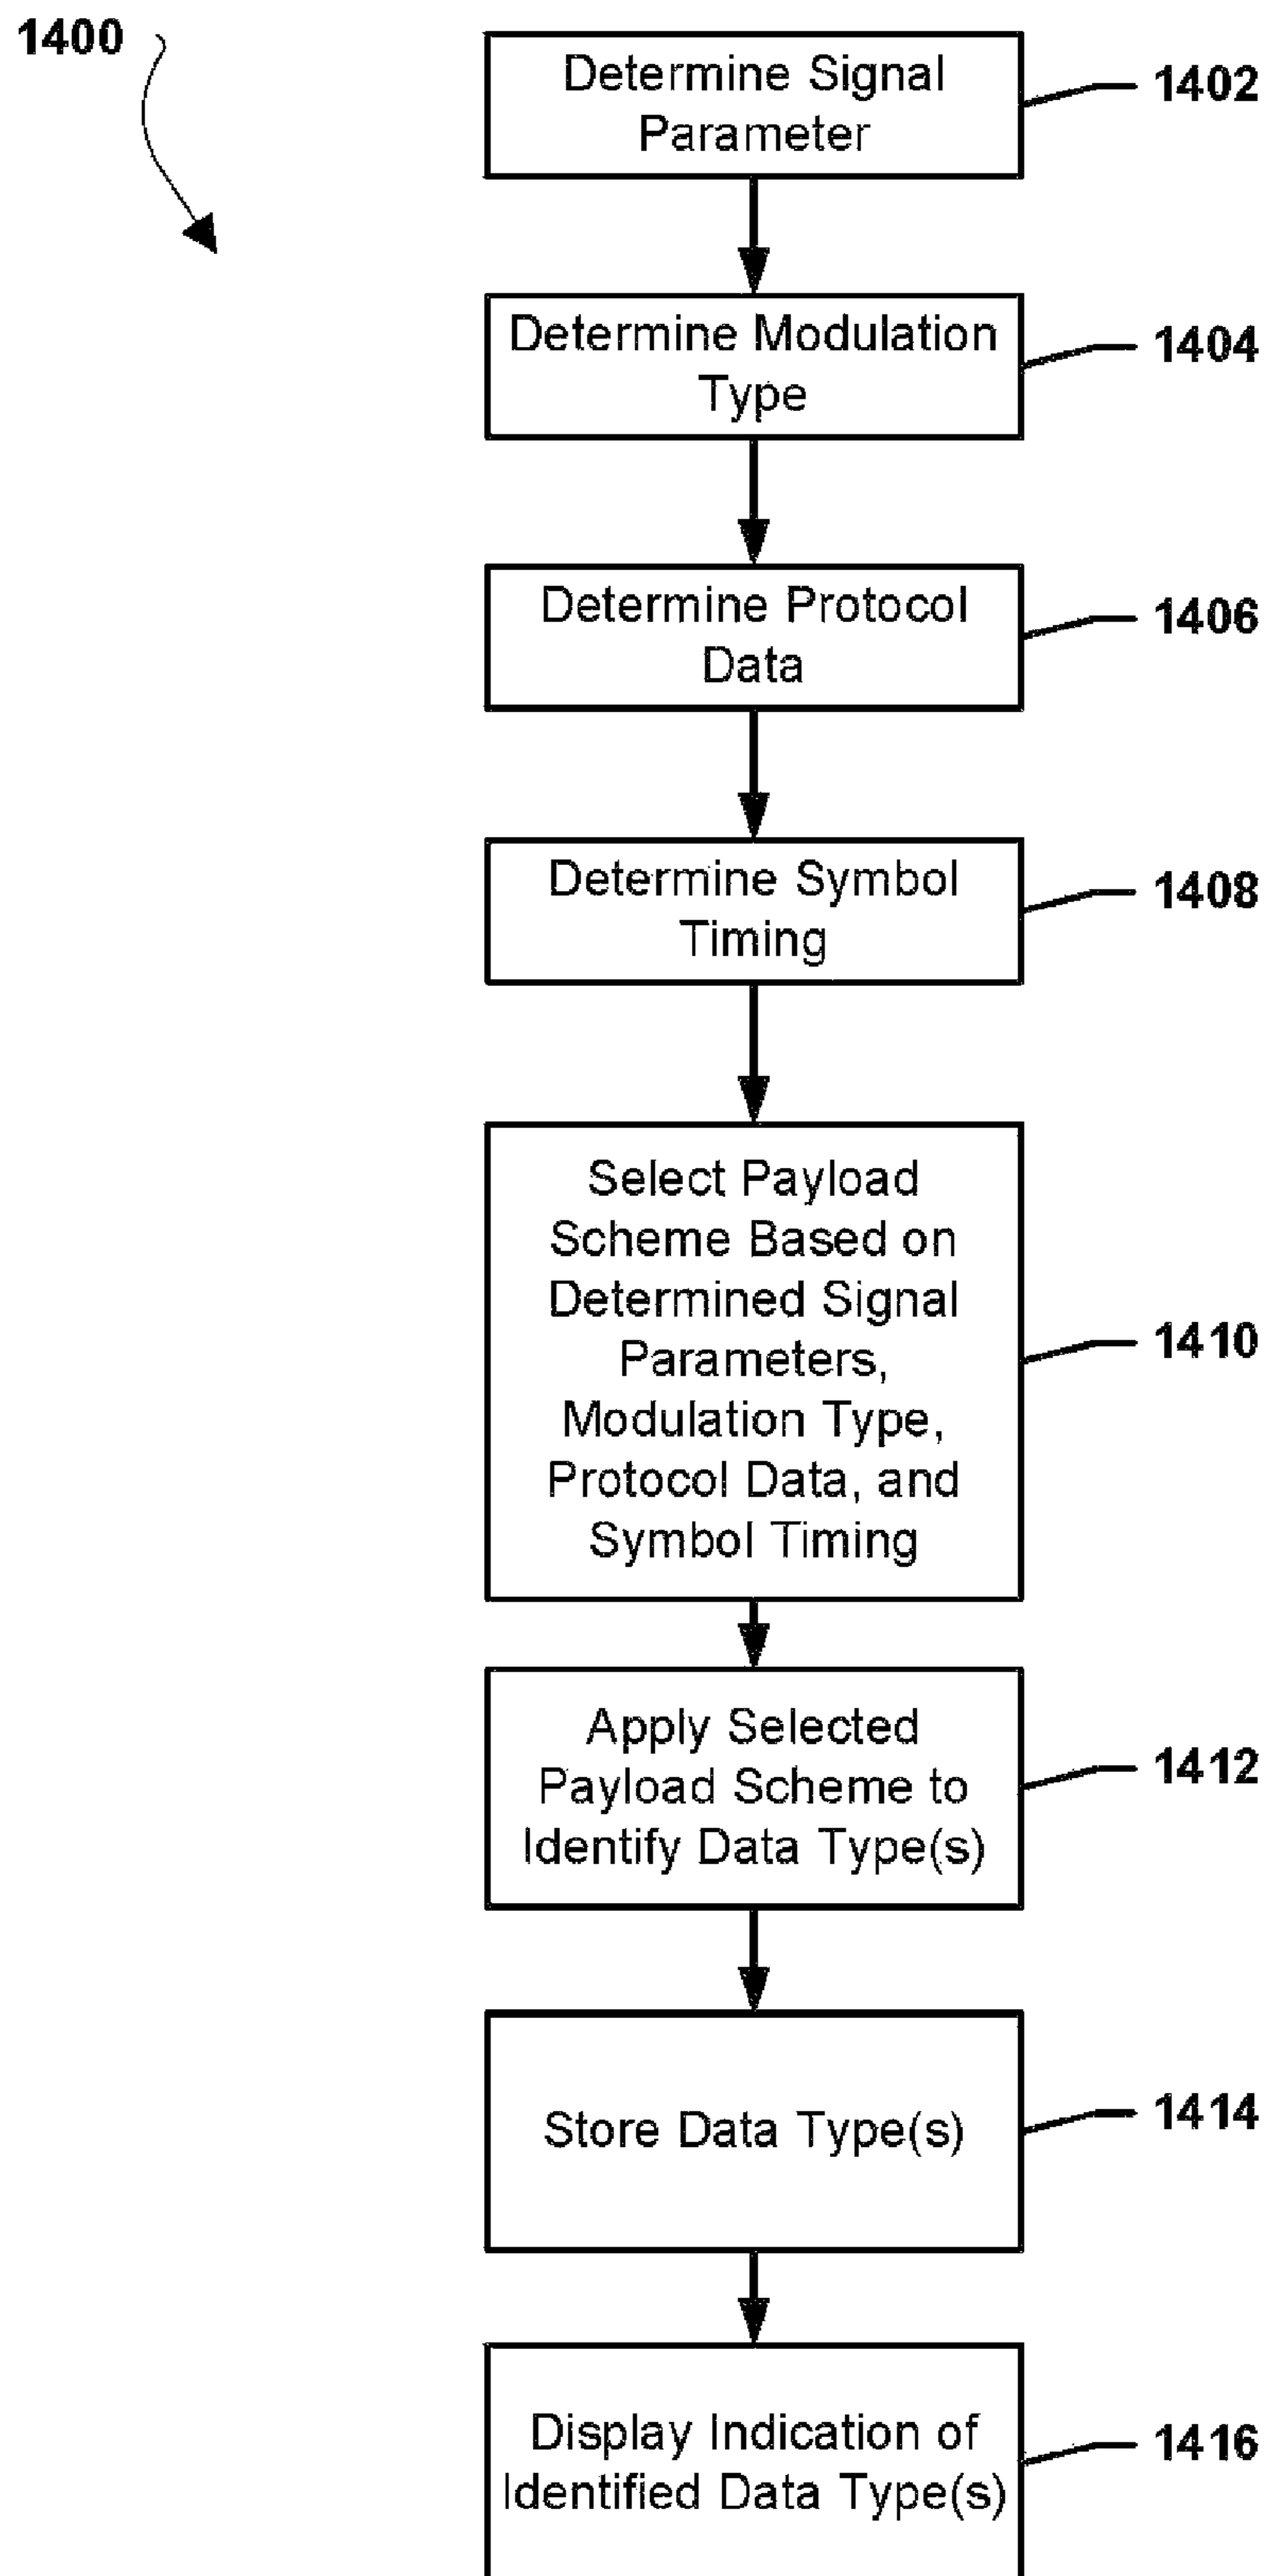 1400
Determine Signal
Parameter
1402
Determine Modulation
Type
1404
Determine Protocol
Data
1406
Determine Symbol
Timing
1408
Select Payload
Scheme Based on
Determined Signal
Parameters,
Modulation Type,
Protocol Data, and
Symbol Timing
1410
Apply Selected
Payload Scheme to
Identify Data Type(s)
1412
Store Data Type(s)
1414
Display Indication of
Identified Data Type(s)
1416